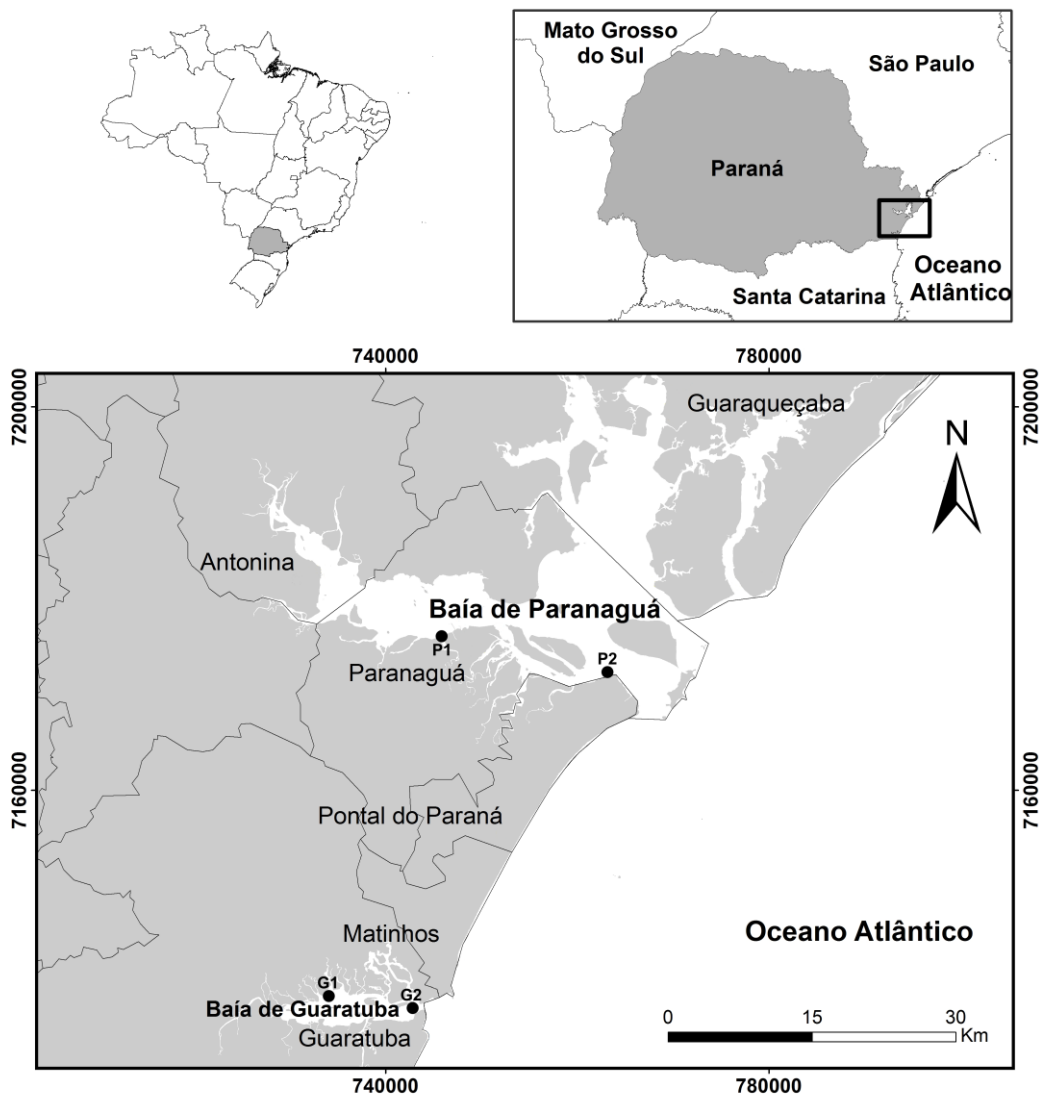 Mato Grosso
do Sul
São Paulo
Paraná
Oceano
Atlântico
Santa Catarina
740000
780000
7200000
7200000
Guaraqueçaba
N
Antonina
Baía de Paranaguá
P1
Paranaguá
P2
7160000
7160000
Pontal do Paraná
Matinhos
Oceano Atlântico
G1
G2
Baía de Guaratuba
Guaratuba
0
15
30
Km
740000
780000